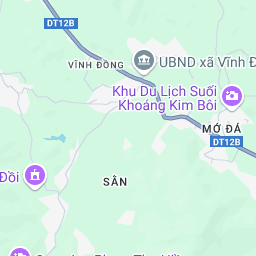 DT12B
VĨNH ĐỒNG
UBND xã Vĩnh Đ
Khu Du Lịch Suối
Khoáng Kim Bôi
MỚ ĐÁ
DT12B
Đồi
SÂN